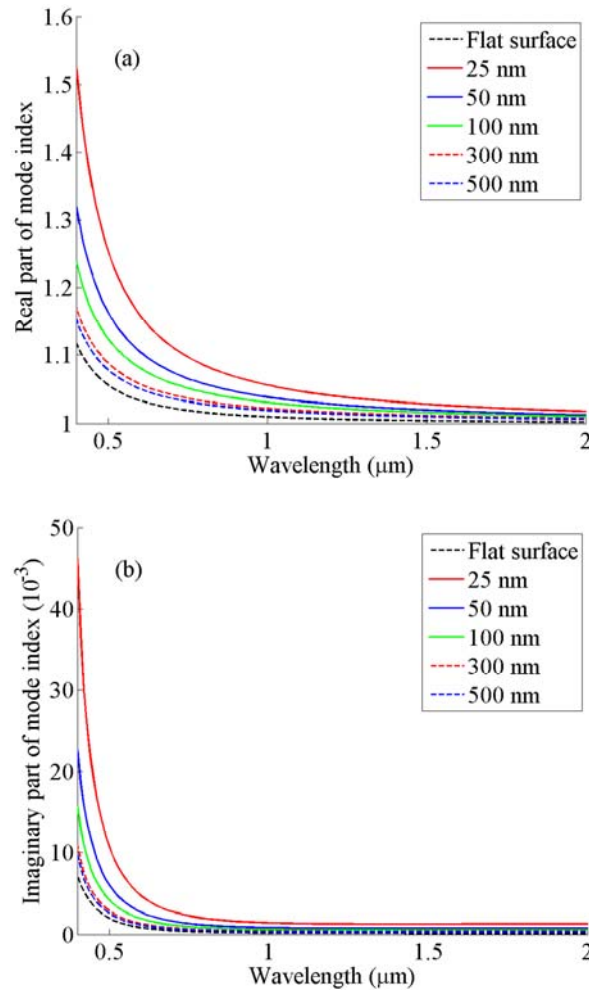 (a)
Real part of mode index
1.6
1.5
1.4
1.3
1.2
1.1
1
0.5
1
1.5
2
Wavelength (μm)
Flat surface
25 nm
50 nm
100 nm
300 nm
500 nm
(b)
Imaginary part of mode index (10⁻³)
50
40
30
20
10
0
0.5
1
1.5
2
Wavelength (μm)
Flat surface
25 nm
50 nm
100 nm
300 nm
500 nm